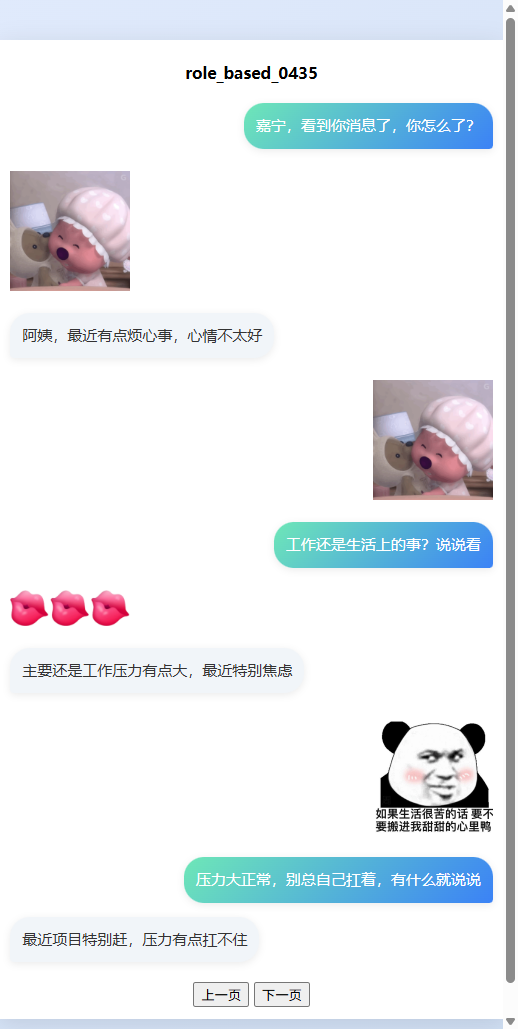 role_based_0435
嘉宁，看到你消息了，你怎么了？
阿姨，最近有点烦心事，心情不太好
工作还是生活上的事？说说看
主要还是工作压力有点大，最近特别焦虑
如果生活很苦的话 要不
要搬进我甜甜的心里鸭
压力大正常，别总自己扛着，有什么就说说
最近项目特别赶，压力有点扛不住
上一页 下一页